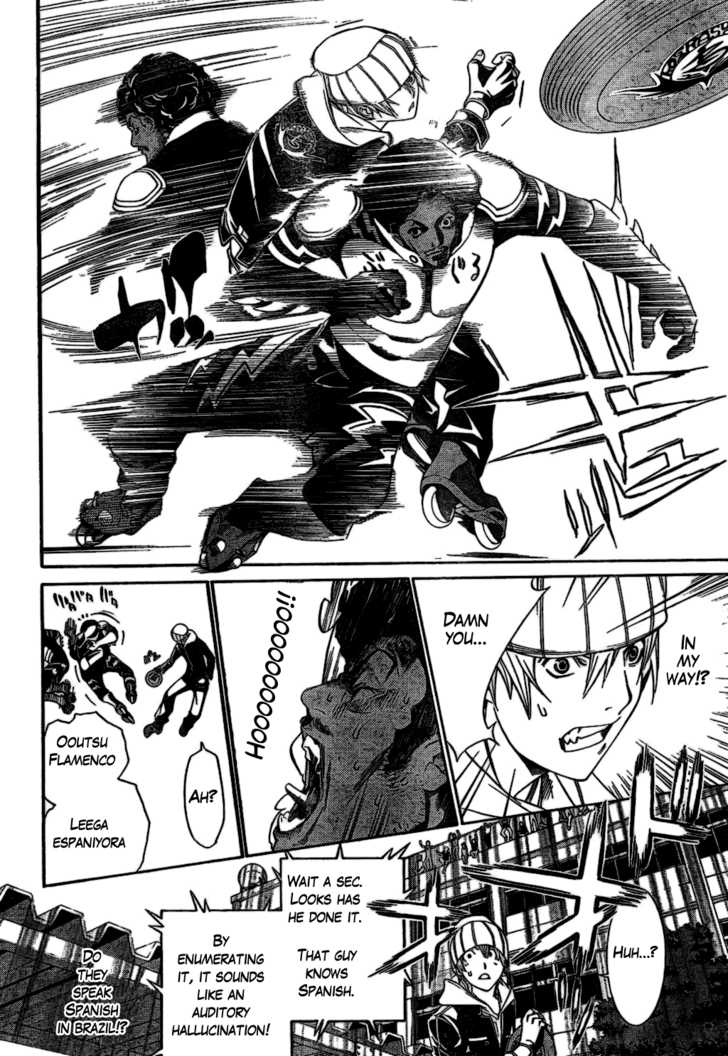 DAMN
YOU...
IN
MY
WAY!?
HOOOOOOOOOO!!
AH?
OOUTSU
FLAMENCO
LEEGA
ESPANIYORA
HUH...?
WAIT A SEC.
LOOKS HAS
HE DONE IT.
THAT GUY
KNOWS
SPANISH.
BY
ENUMERATING
IT, IT SOUNDS
LIKE AN
AUDITORY
HALLUCINATION!
DO
THEY
SPEAK
SPANISH
IN BRAZIL!?